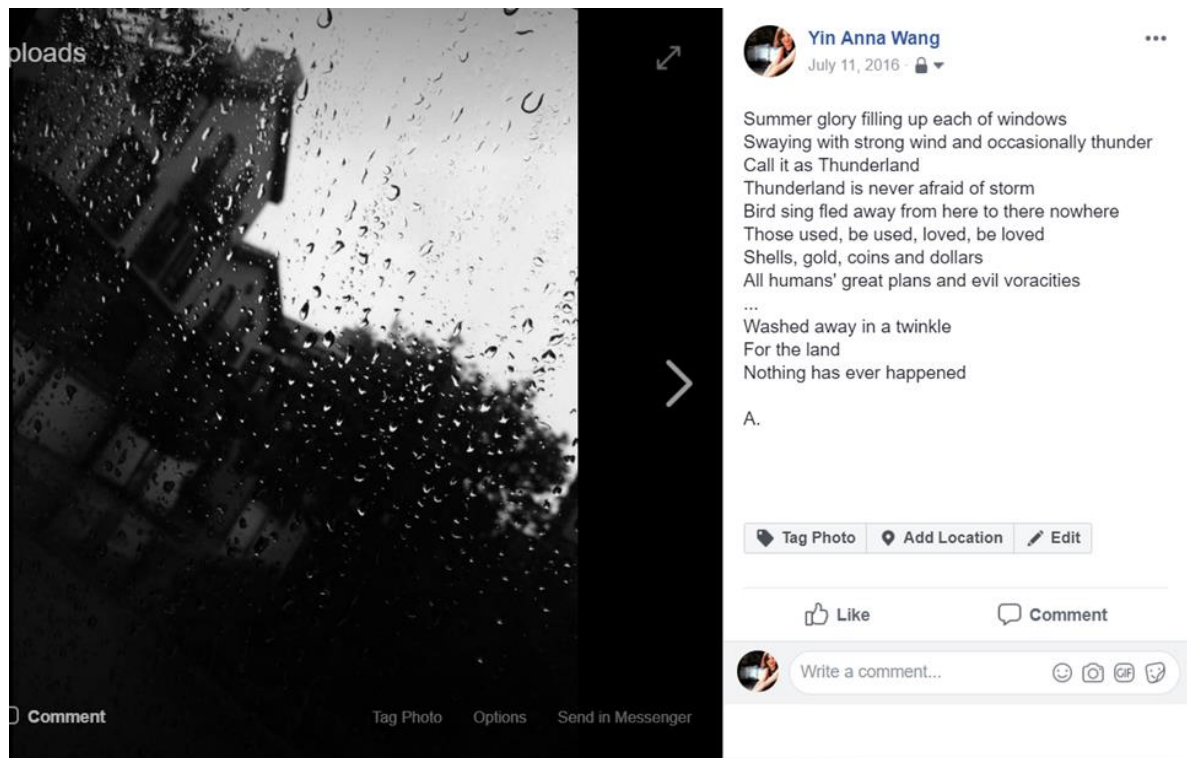 ploads
Comment
Tag Photo Options Send in Messenger
Yin Anna Wang
July 11, 2016
Summer glory filling up each of windows
Swaying with strong wind and occasionally thunder
Call it as Thunderland
Thunderland is never afraid of storm
Bird sing fled away from here to there nowhere
Those used, be used, loved, be loved
Shells, gold, coins and dollars
All humans' great plans and evil voracities
...
Washed away in a twinkle
For the land
Nothing has ever happened
A.
Tag Photo Add Location Edit
Like Comment
Write a comment... GIF